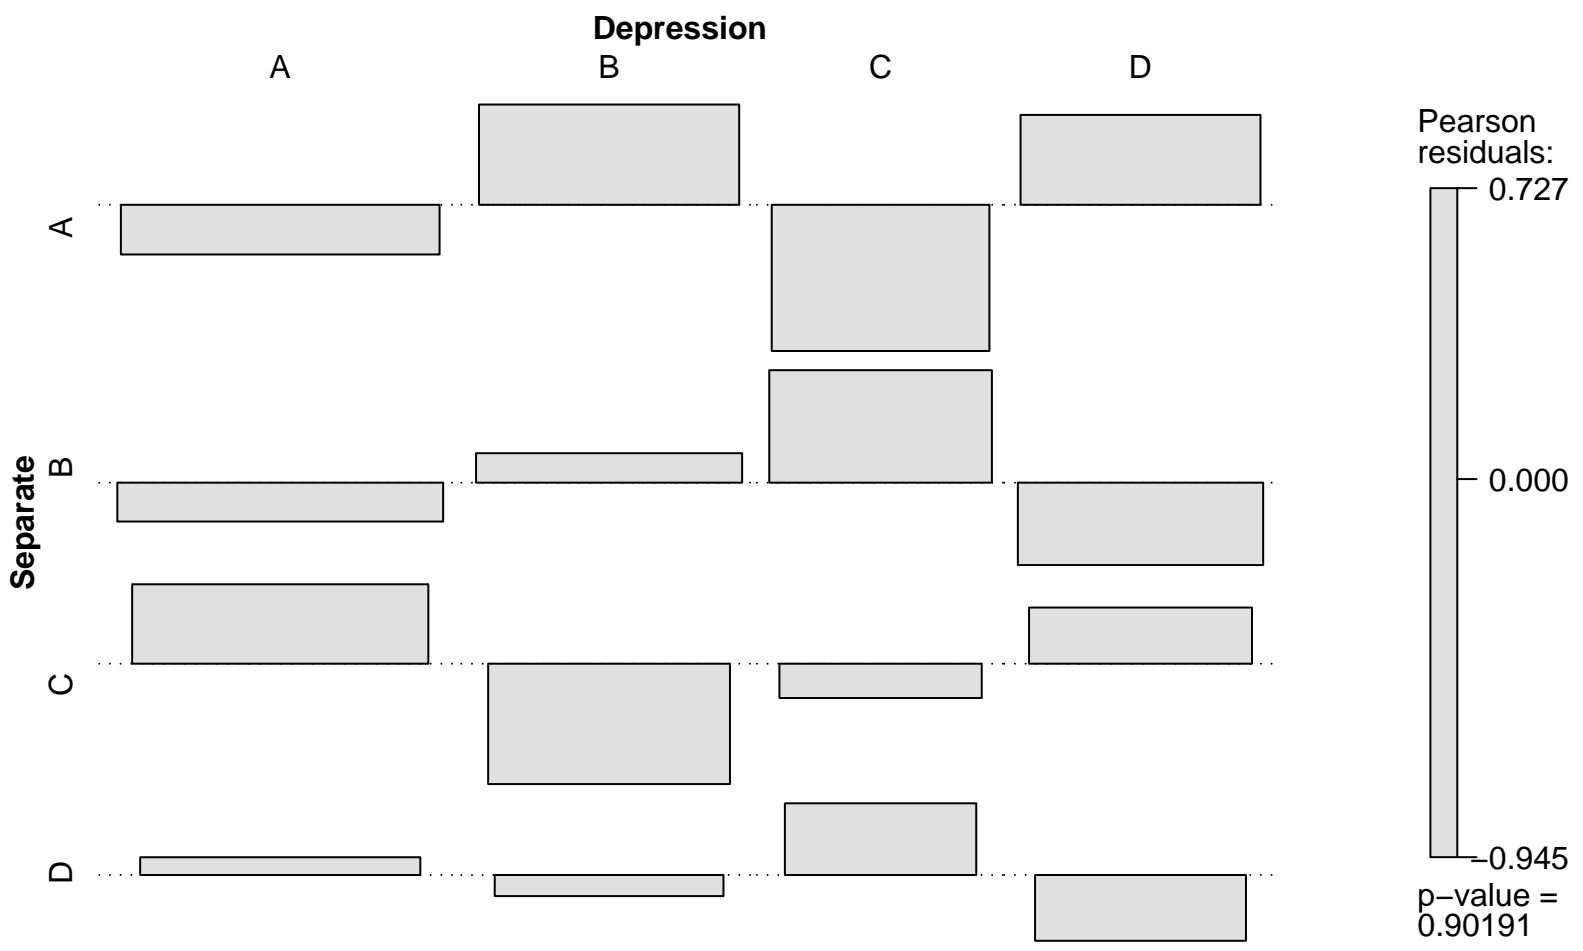 Depression
A B C D
Separate
A
B
C
D
Pearson
residuals:
0.727
0.000
−0.945
p−value =
0.90191